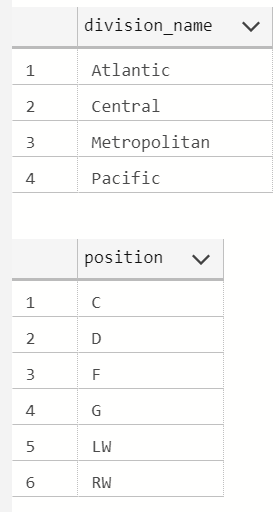 division_name
1 Atlantic
2 Central
3 Metropolitan
4 Pacific
position
1 C
2 D
3 F
4 G
5 LW
6 RW